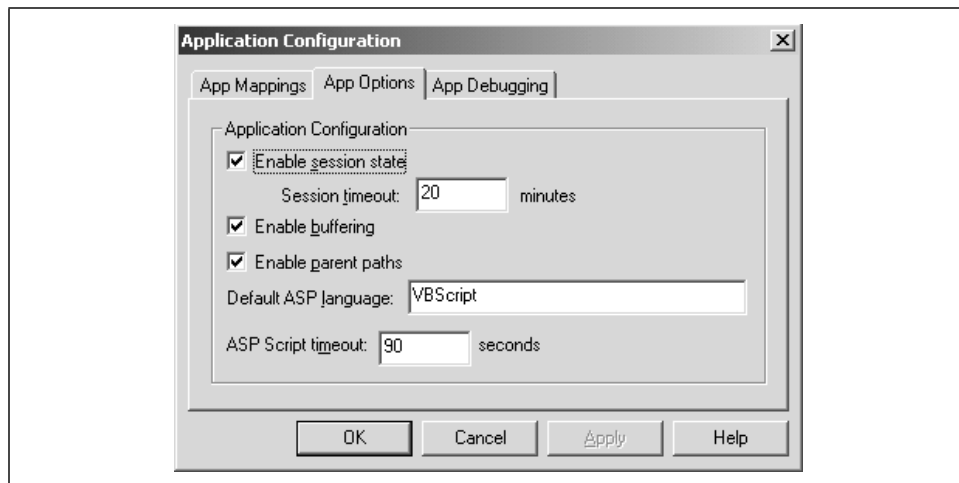 Application Configuration
App Mappings App Options App Debugging
Application Configuration
Enable session state
Session timeout: 20 minutes
Enable buffering
Enable parent paths
Default ASP language: VBScript
ASP Script timeout: 90 seconds
OK Cancel Apply Help